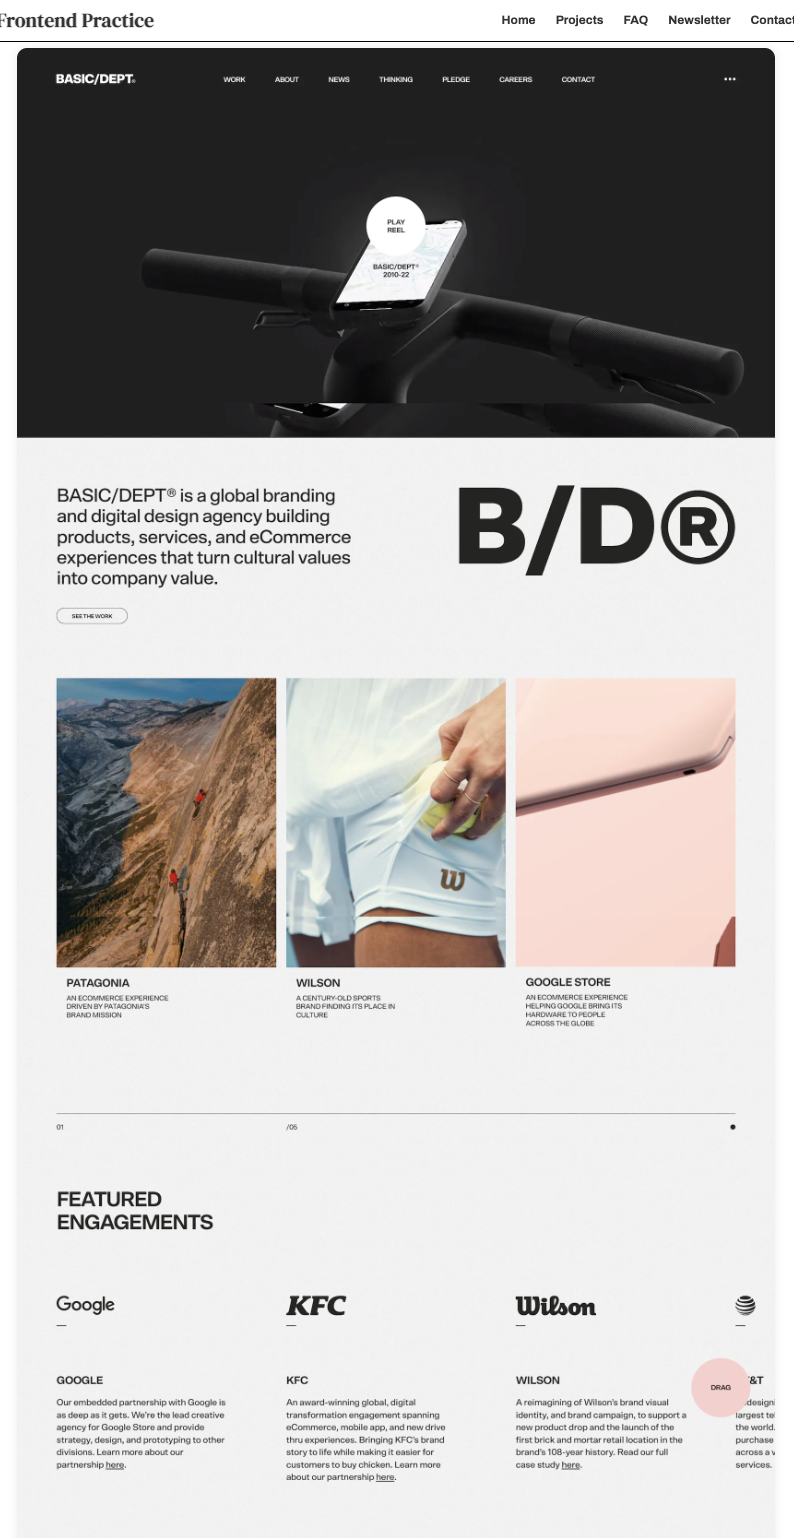 Frontend Practice
Home Projects FAQ Newsletter Contact
BASIC/DEPT®
WORK ABOUT NEWS THINKING PLEDGE CAREERS CONTACT
PLAY
REEL
BASIC/DEPT®
2010-22
BASIC/DEPT® is a global branding
and digital design agency building
products, services, and eCommerce
experiences that turn cultural values
into company value.
SEE THE WORK
B/D®
W
PATAGONIA
AN ECOMMERCE EXPERIENCE
DRIVEN BY PATAGONIA'S
BRAND MISSION
WILSON
A CENTURY-OLD SPORTS
BRAND FINDING ITS PLACE IN
CULTURE
GOOGLE STORE
AN ECOMMERCE EXPERIENCE
HELPING GOOGLE BRING ITS
HARDWARE TO PEOPLE
ACROSS THE GLOBE
01 /05
FEATURED
ENGAGEMENTS
Google
KFC
Wilson
GOOGLE
Our embedded partnership with Google is
as deep as it gets. We're the lead creative
agency for Google Store and provide
strategy, design, and prototyping to other
divisions. Learn more about our
partnership here.
KFC
An award-winning global, digital
transformation engagement spanning
eCommerce, mobile app, and new drive
thru experiences. Bringing KFC's brand
story to life while making it easier for
customers to buy chicken. Learn more
about our partnership here.
WILSON
A reimagining of Wilson's brand visual
identity, and brand campaign, to support a
new product drop and the launch of the
first brick and mortar retail location in the
brand's 108-year history. Read our full
case study here.
DRAG
&T
designi
largest te
the world.
purchase
across a v
services.